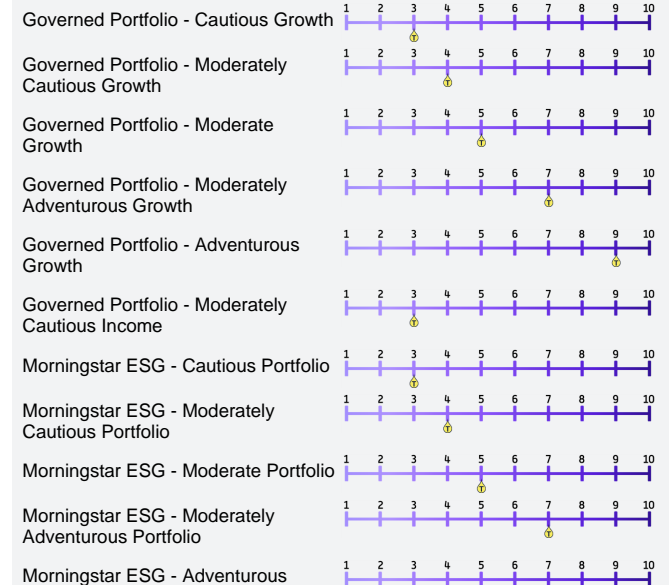 Governed Portfolio - Cautious Growth
1 2 3 4 5 6 7 8 9 10
T
Governed Portfolio - Moderately
Cautious Growth
1 2 3 4 5 6 7 8 9 10
T
Governed Portfolio - Moderate
Growth
1 2 3 4 5 6 7 8 9 10
T
Governed Portfolio - Moderately
Adventurous Growth
1 2 3 4 5 6 7 8 9 10
T
Governed Portfolio - Adventurous
Growth
1 2 3 4 5 6 7 8 9 10
T
Governed Portfolio - Moderately
Cautious Income
1 2 3 4 5 6 7 8 9 10
T
Morningstar ESG - Cautious Portfolio
1 2 3 4 5 6 7 8 9 10
T
Morningstar ESG - Moderately
Cautious Portfolio
1 2 3 4 5 6 7 8 9 10
T
Morningstar ESG - Moderate Portfolio
1 2 3 4 5 6 7 8 9 10
T
Morningstar ESG - Moderately
Adventurous Portfolio
1 2 3 4 5 6 7 8 9 10
T
Morningstar ESG - Adventurous
1 2 3 4 5 6 7 8 9 10